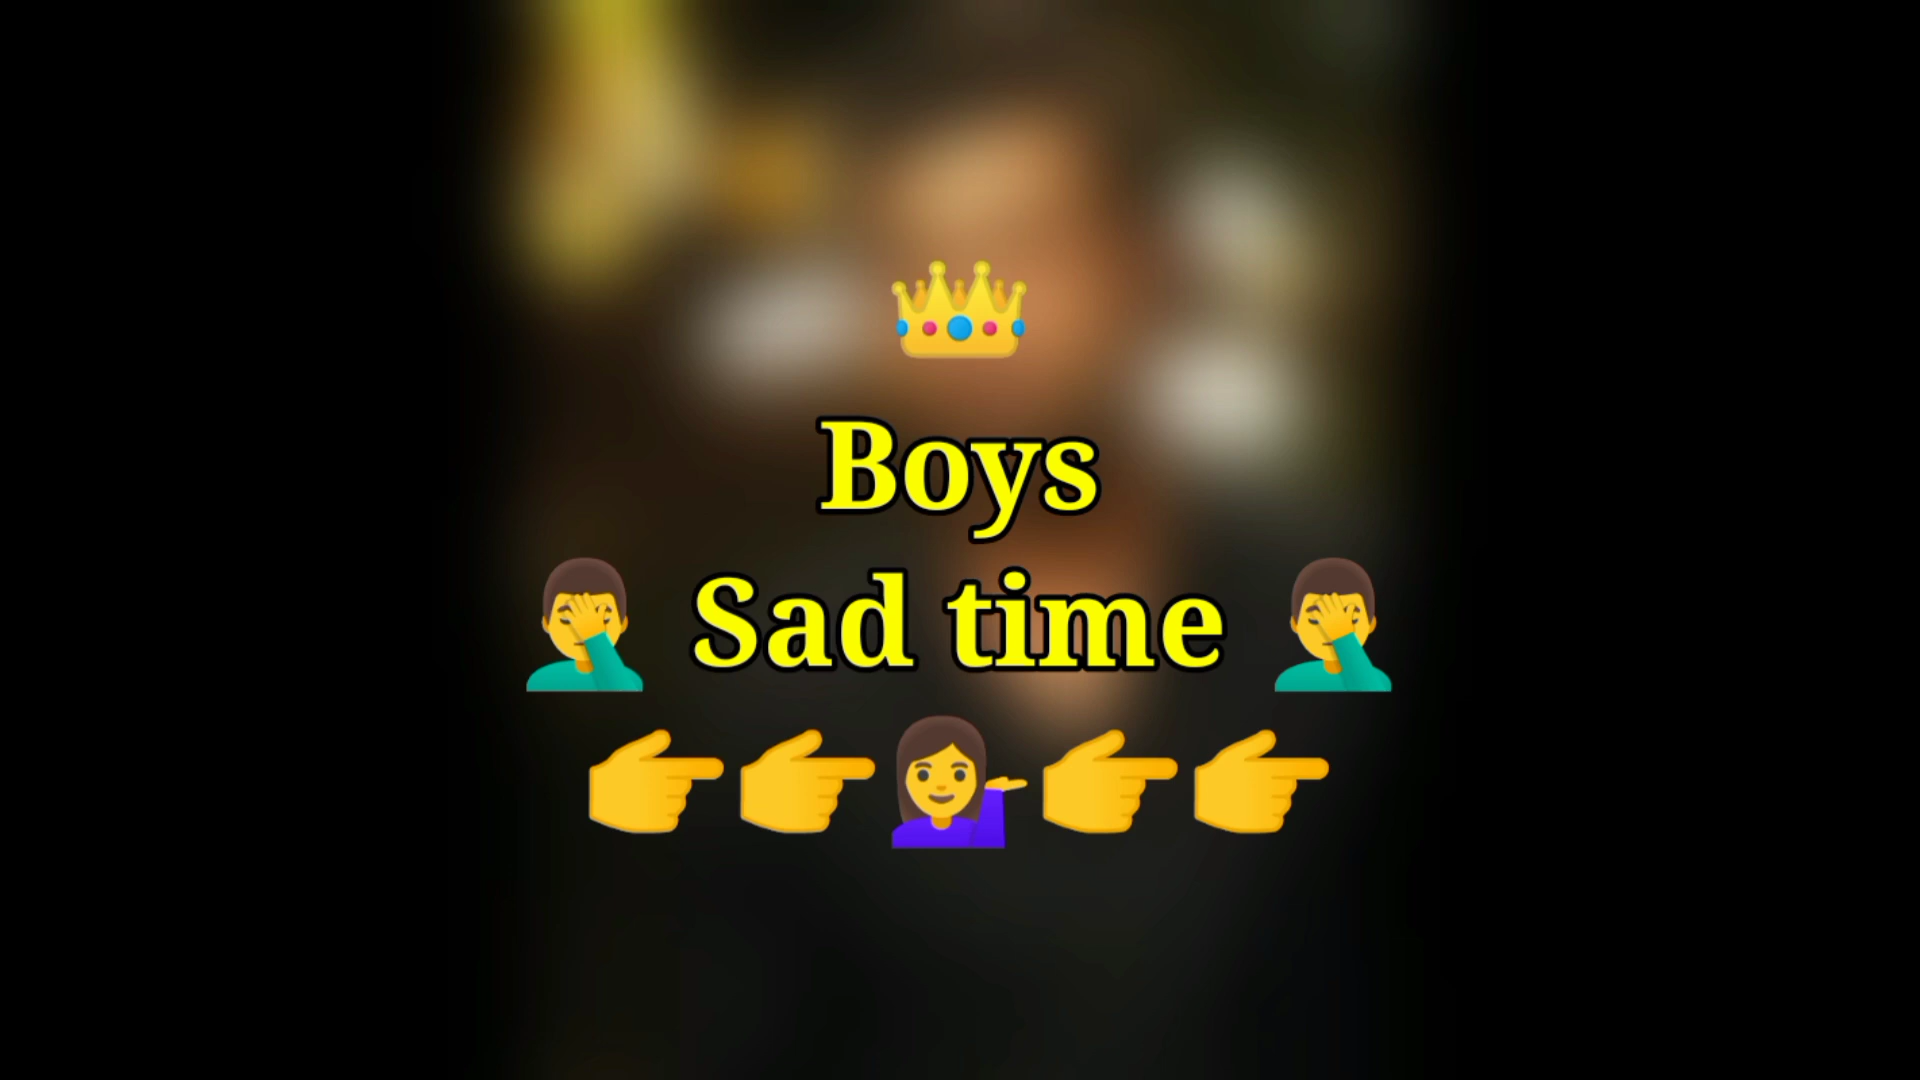 👑
Boys
🤦‍♂️ Sad time 🤦‍♂️
👉👉💁‍♀️👉👉